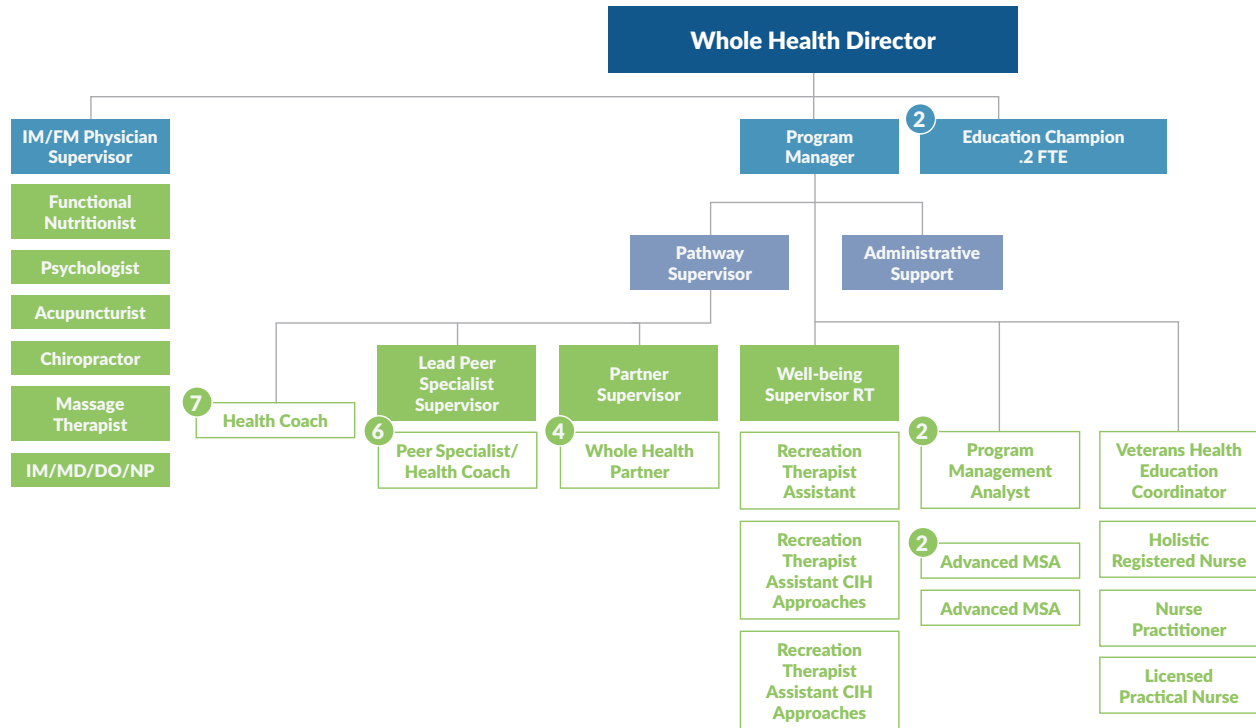 Whole Health Director
IM/FM Physician
Supervisor
Program
Manager
2
Education Champion
.2 FTE
Functional
Nutritionist
Psychologist
Acupuncturist
Chiropractor
Massage
Therapist
IM/MD/DO/NP
Pathway
Supervisor
Administrative
Support
7
Health Coach
Lead Peer
Specialist
Supervisor
6
Peer Specialist/
Health Coach
Partner
Supervisor
4
Whole Health
Partner
Well-being
Supervisor RT
Recreation
Therapist
Assistant
Recreation
Therapist
Assistant CIH
Approaches
Recreation
Therapist
Assistant CIH
Approaches
2
Program
Management
Analyst
2
Advanced MSA
Advanced MSA
Veterans Health
Education
Coordinator
Holistic
Registered Nurse
Nurse
Practitioner
Licensed
Practical Nurse